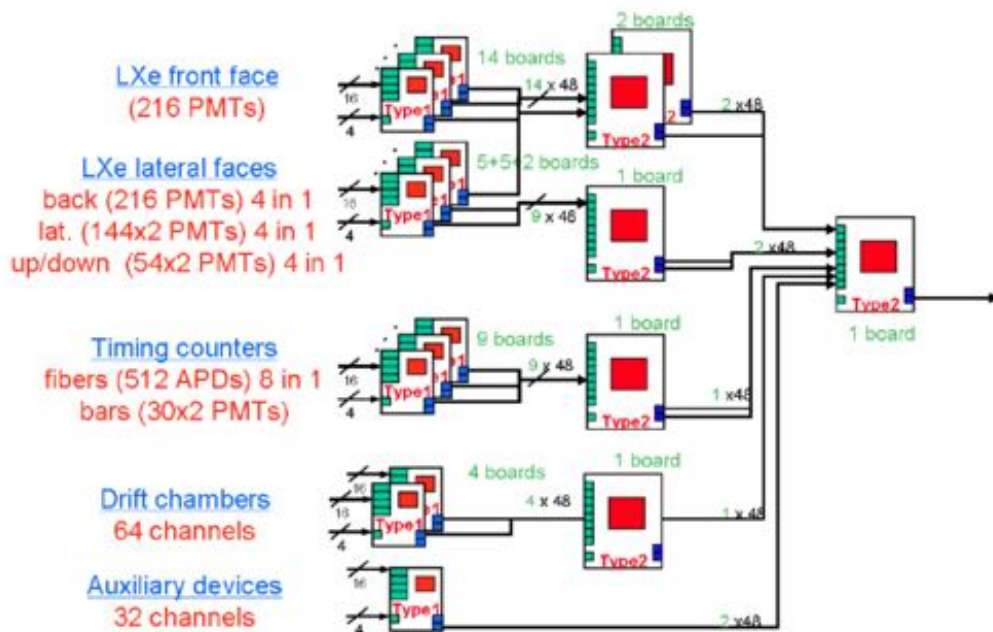 2 boards
LXe front face
(216 PMTs)
16
4
Type1
14 boards
14 x 48
2
Type2
2 x48
LXe lateral faces
back (216 PMTs) 4 in 1
lat. (144x2 PMTs) 4 in 1
up/down (54x2 PMTs) 4 in 1
16
4
Type1
5+5+2 boards
9 x 48
1 board
Type2
2 x48
Type2
1 board
Timing counters
fibers (512 APDs) 8 in 1
bars (30x2 PMTs)
16
4
Type1
9 boards
9 x 48
1 board
Type2
1 x48
Drift chambers
64 channels
16
16
4
Type1
4 boards
4 x 48
1 board
Type2
1 x 48
Auxiliary devices
32 channels
16
4
Type1
2 x48